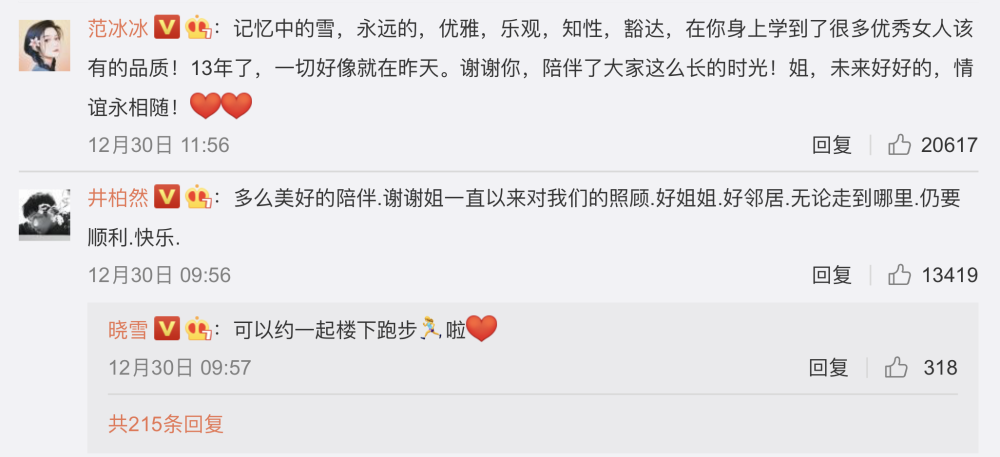 范冰冰 V ：记忆中的雪，永远的，优雅，乐观，知性，豁达，在你身上学到了很多优秀女人该
有的品质！13年了，一切好像就在昨天。谢谢你，陪伴了大家这么长的时光！姐，未来好好的，情
谊永相随！❤️❤️
12月30日 11:56 回复 20617
井柏然 V ：多么美好的陪伴.谢谢姐一直以来对我们的照顾.好姐姐.好邻居.无论走到哪里.仍要
顺利.快乐.
12月30日 09:56 回复 13419
晓雪 V ：可以约一起楼下跑步🏃啦❤️
12月30日 09:57 回复 318
共215条回复